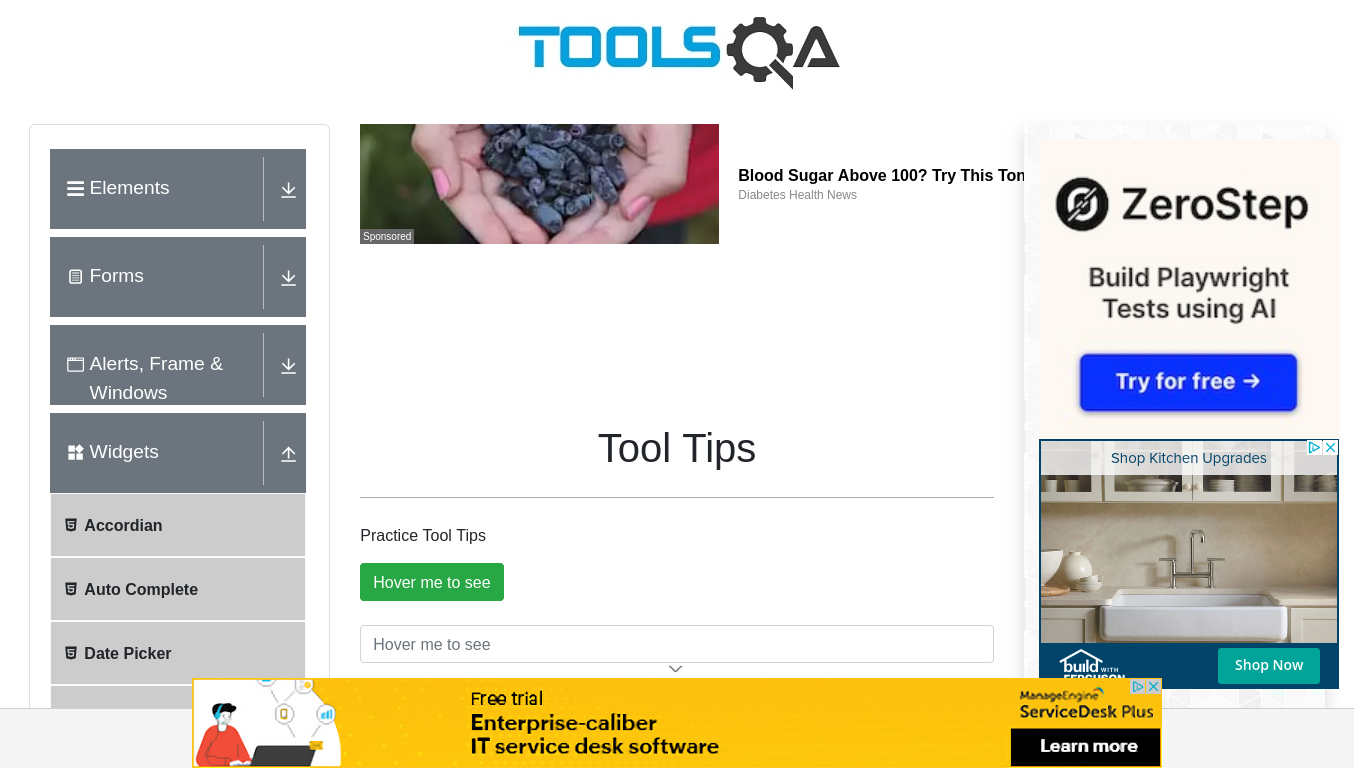 TOOLSQA
Elements
Forms
Alerts, Frame &
Windows
Widgets
Accordian
Auto Complete
Date Picker
Sponsored
Blood Sugar Above 100? Try This Ton
Diabetes Health News
Tool Tips
Practice Tool Tips
Hover me to see
Hover me to see
ZeroStep
Build Playwright
Tests using AI
Try for free →
Shop Kitchen Upgrades
build WITH
FERGUSON
Shop Now
Free trial
Enterprise-caliber
IT service desk software
ManageEngine
ServiceDesk Plus
Learn more